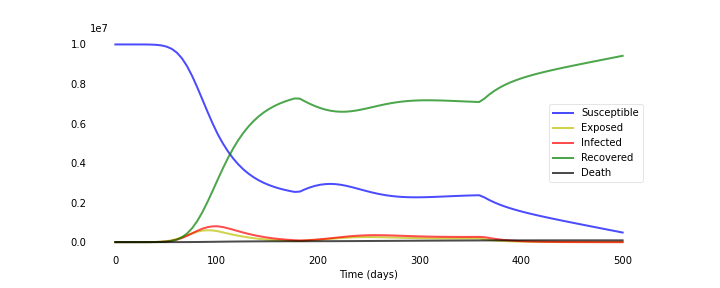 1e7
1.0
0.8
0.6
0.4
0.2
0.0
Susceptible
Exposed
Infected
Recovered
Death
0 100 200 300 400 500
Time (days)